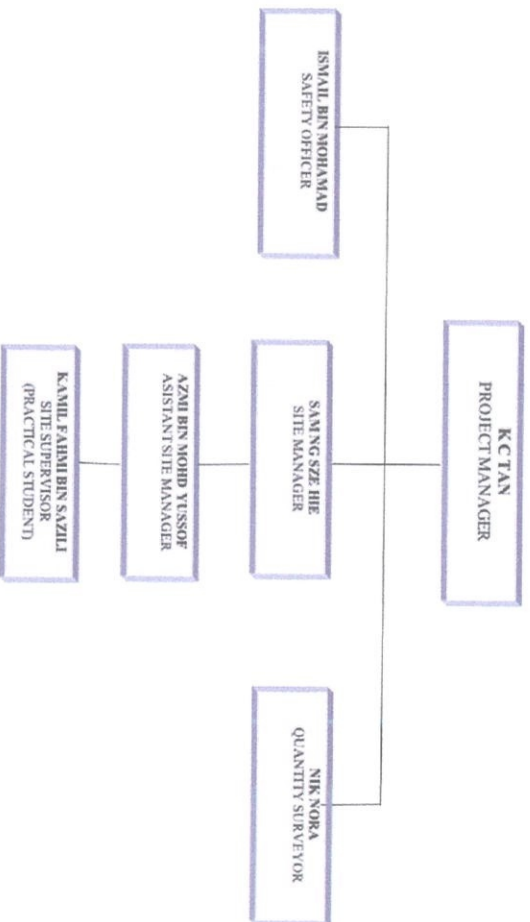 KC TAN
PROJECT MANAGER
ISMAIL BIN MOHAMAD
SAFETY OFFICER
SAM NG SZE HIE
SITE MANAGER
NIK NORA
QUANTITY SURVEYOR
AZMI BIN MOHD YUSSOF
ASISTANT SITE MANAGER
KAMIL FAHMI BIN SAZILI
SITE SUPERVISOR
(PRACTICAL STUDENT)